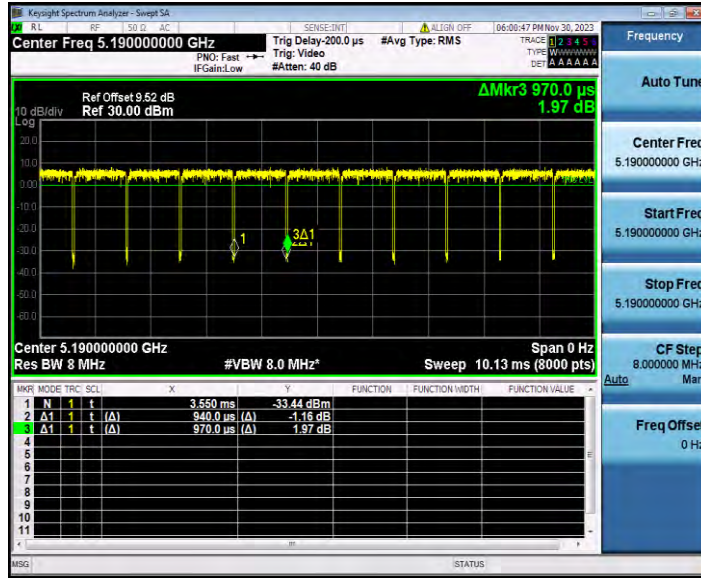 Keysight Spectrum Analyzer - Swept SA
RL RF 50 Ω AC SENSE:INT ALIGN OFF 06:00:47 PM Nov 30, 2023
Center Freq 5.190000000 GHz
PNO: Fast
IFGain:Low
Trig Delay-200.0 µs
Trig: Video
#Atten: 40 dB
#Avg Type: RMS
TRACE 1 2 3 4 5 6
TYPE W
DET A A A A A A
ΔMkr3 970.0 µs
1.97 dB
Ref Offset 9.52 dB
10 dB/div Ref 30.00 dBm
Log
20.0
10.0
0.00
-10.0
-20.0
-30.0
-40.0
-50.0
-60.0
1
3Δ1
Center 5.190000000 GHz Span 0 Hz
Res BW 8 MHz #VBW 8.0 MHz* Sweep 10.13 ms (8000 pts)
MKR MODE TRC SCL X Y FUNCTION FUNCTION WIDTH FUNCTION VALUE
1 N 1 t 3.550 ms -33.44 dBm
2 Δ1 1 t (Δ) 940.0 µs (Δ) -1.16 dB
3 Δ1 1 t (Δ) 970.0 µs (Δ) 1.97 dB
4
5
6
7
8
9
10
11
MSG STATUS
Frequency
Auto Tune
Center Freq
5.190000000 GHz
Start Freq
5.190000000 GHz
Stop Freq
5.190000000 GHz
CF Step
8.000000 MHz
Auto Man
Freq Offset
0 Hz